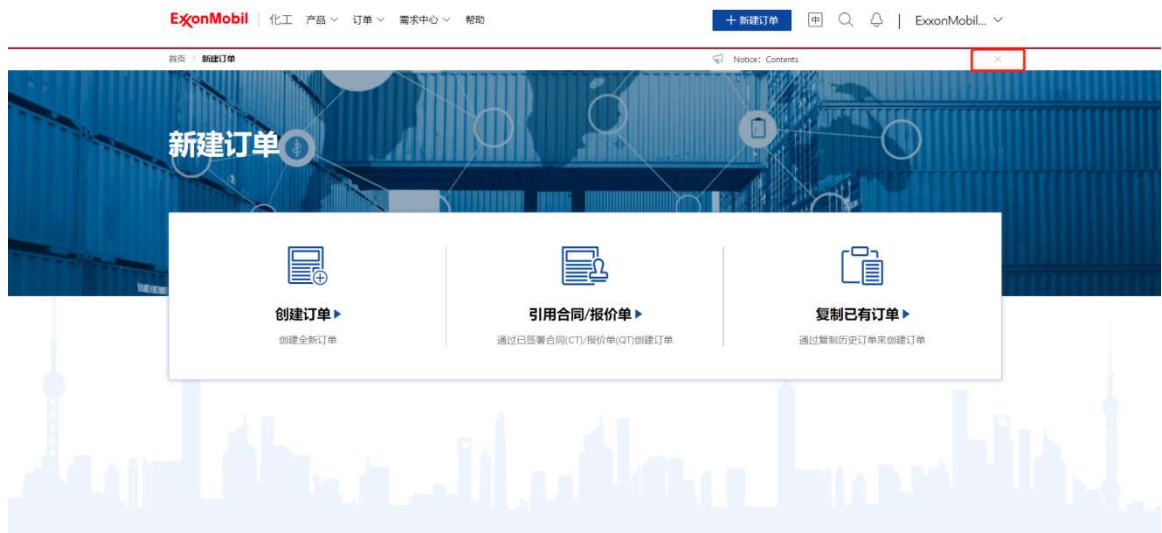 ExxonMobil 化工 产品 订单 需求中心 帮助 十新建订单 中 ExxonMobil...
首页 > 新建订单 Notice: Contents
新建订单
创建订单 引用合同/报价单 复制已有订单
创建全新订单 通过已签署合同(CT)/报价单(QT)创建订单 通过复制历史订单来创建订单